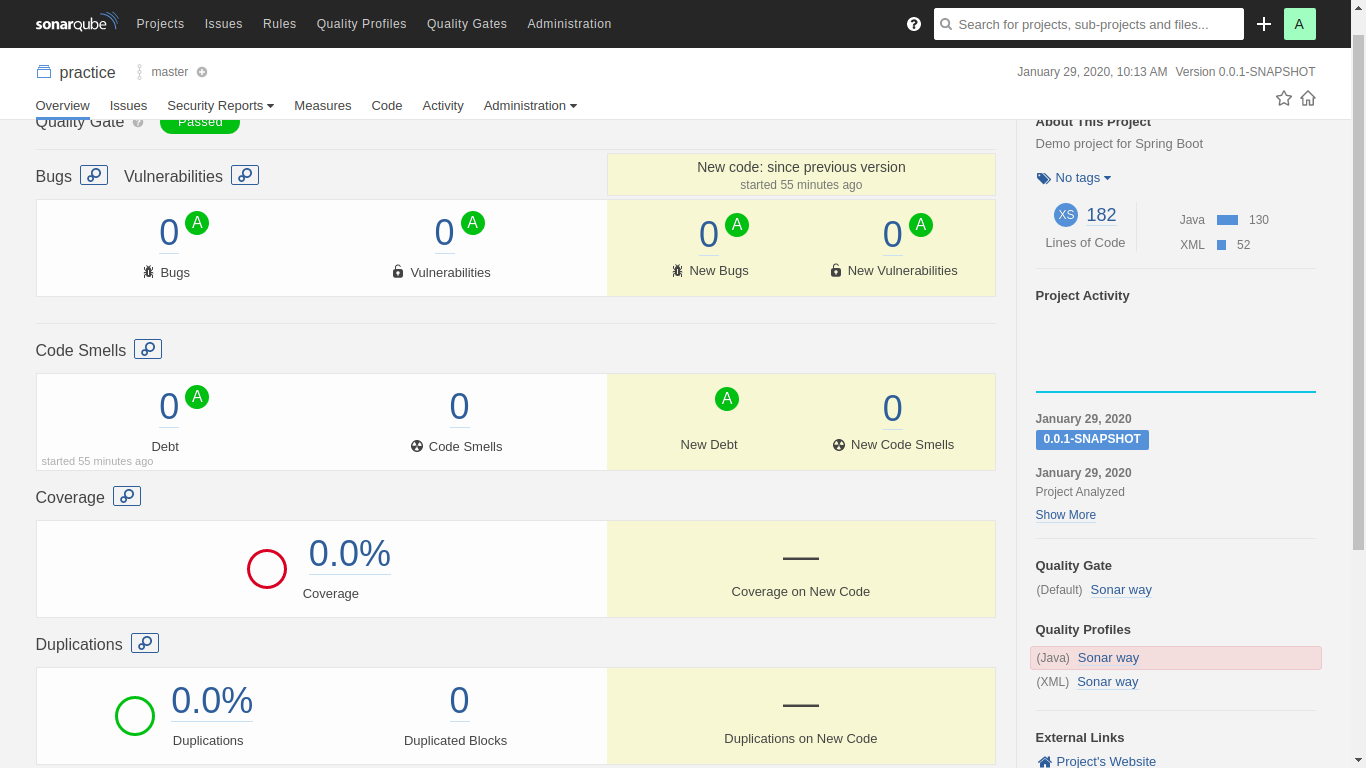 sonarqube Projects Issues Rules Quality Profiles Quality Gates Administration ? Search for projects, sub-projects and files... A
practice master January 29, 2020, 10:13 AM Version 0.0.1-SNAPSHOT
Overview Issues Security Reports Measures Code Activity Administration
Quality Gate ? Passed
Bugs Vulnerabilities
New code: since previous version
started 55 minutes ago
0 A 0 A 0 A 0 A
Bugs Vulnerabilities New Bugs New Vulnerabilities
Code Smells
0 A 0 A 0
Debt Code Smells New Debt New Code Smells
started 55 minutes ago
Coverage
0.0% —
Coverage Coverage on New Code
Duplications
0.0% 0 —
Duplications Duplicated Blocks Duplications on New Code
About This Project
Demo project for Spring Boot
No tags
XS 182
Lines of Code
Java 130
XML 52
Project Activity
January 29, 2020
0.0.1-SNAPSHOT
January 29, 2020
Project Analyzed
Show More
Quality Gate
(Default) Sonar way
Quality Profiles
(Java) Sonar way
(XML) Sonar way
External Links
Project's Website